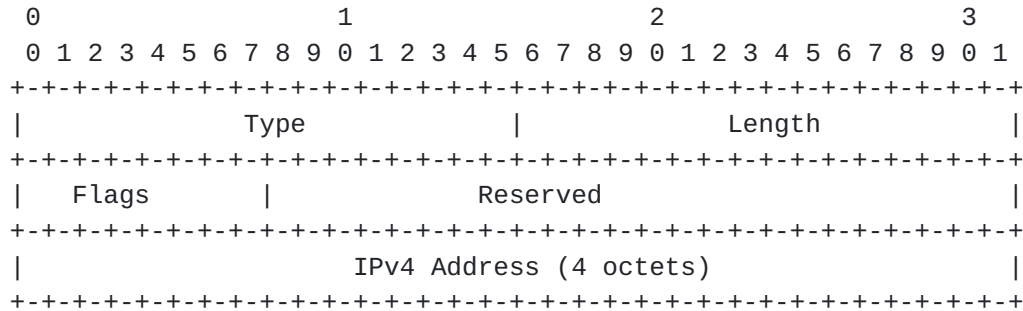 0                   1                   2                   3
 0 1 2 3 4 5 6 7 8 9 0 1 2 3 4 5 6 7 8 9 0 1 2 3 4 5 6 7 8 9 0 1
+-+-+-+-+-+-+-+-+-+-+-+-+-+-+-+-+-+-+-+-+-+-+-+-+-+-+-+-+-+-+-+-+
|              Type             |             Length            |
+-+-+-+-+-+-+-+-+-+-+-+-+-+-+-+-+-+-+-+-+-+-+-+-+-+-+-+-+-+-+-+-+
|   Flags       |             Reserved                          |
+-+-+-+-+-+-+-+-+-+-+-+-+-+-+-+-+-+-+-+-+-+-+-+-+-+-+-+-+-+-+-+-+
|                     IPv4 Address (4 octets)                   |
+-+-+-+-+-+-+-+-+-+-+-+-+-+-+-+-+-+-+-+-+-+-+-+-+-+-+-+-+-+-+-+-+